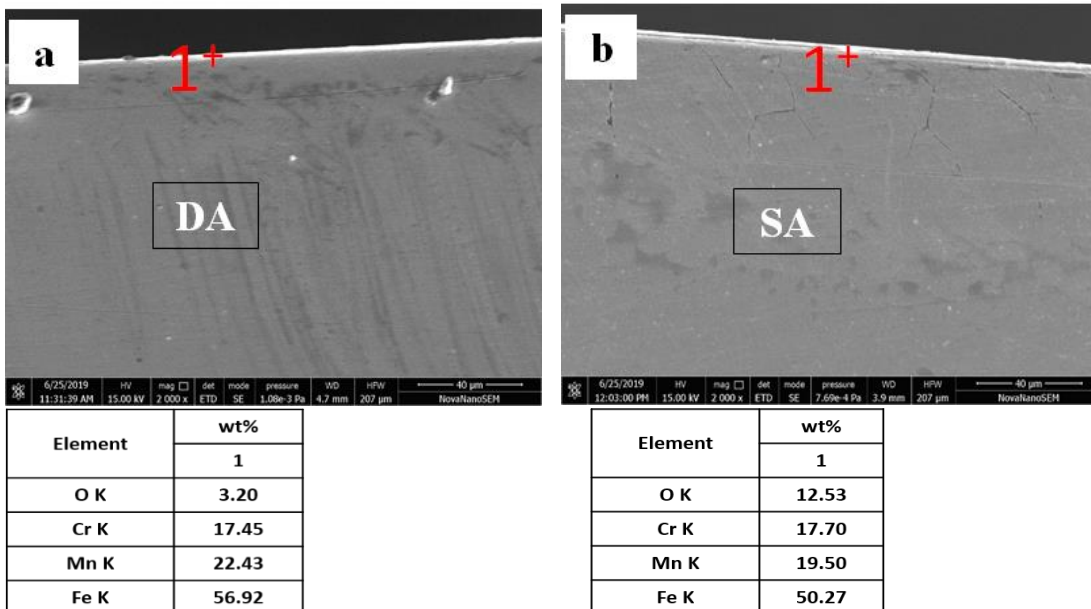 a
1+
DA
6/25/2019 11:31:39 AM HV 15.00 kV mag □ 2 000 x det ETD mode SE pressure 1.08e-3 Pa WD 4.7 mm HFW 207 µm 40 µm NovaNanoSEM
b
1+
SA
6/25/2019 12:03:00 PM HV 15.00 kV mag □ 2 000 x det ETD mode SE pressure 7.69e-4 Pa WD 3.9 mm HFW 207 µm 40 µm NovaNanoSEM
Element wt%
1
O K 3.20
Cr K 17.45
Mn K 22.43
Fe K 56.92
Element wt%
1
O K 12.53
Cr K 17.70
Mn K 19.50
Fe K 50.27